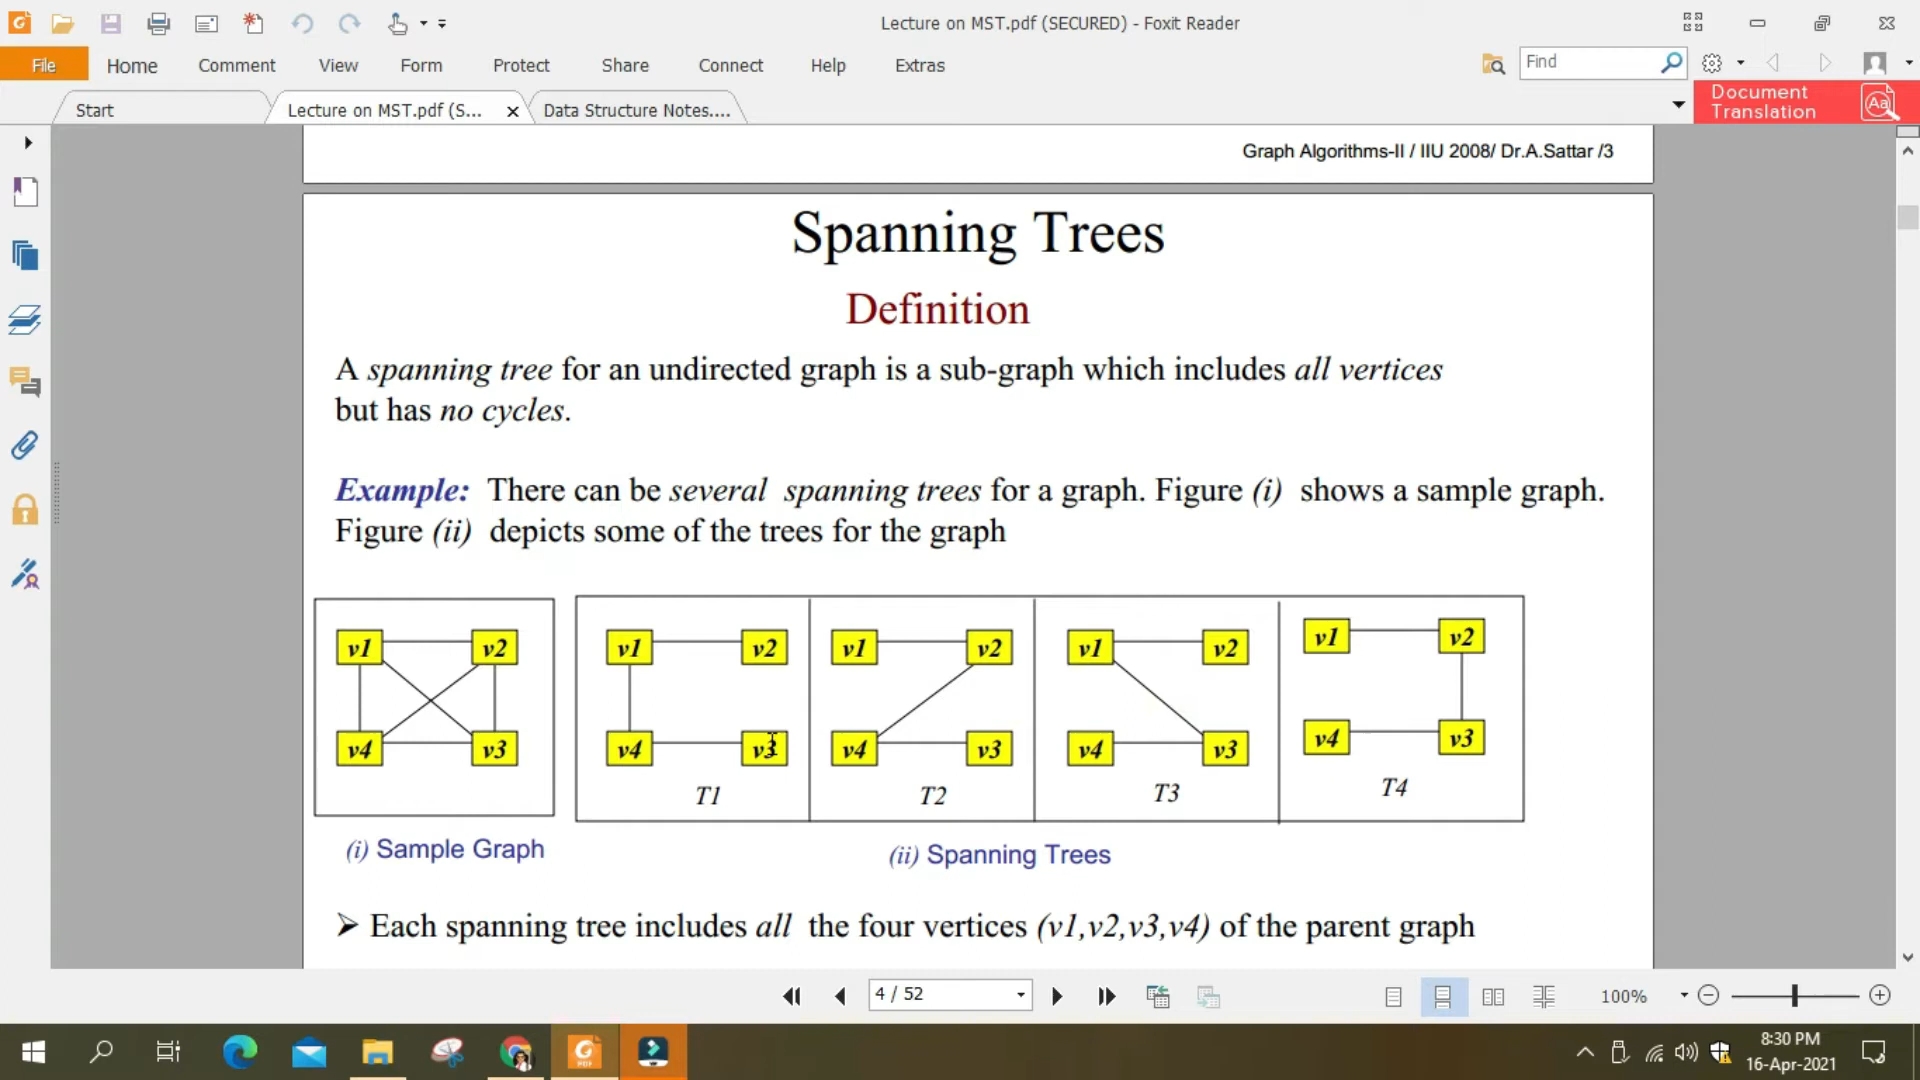 Lecture on MST.pdf (SECURED) - Foxit Reader
File Home Comment View Form Protect Share Connect Help Extras Find
Document
Translation
Start Lecture on MST.pdf (S... Data Structure Notes....
Graph Algorithms-II / IIU 2008/ Dr.A.Sattar /3
Spanning Trees
Definition
A spanning tree for an undirected graph is a sub-graph which includes all vertices
but has no cycles.
Example: There can be several spanning trees for a graph. Figure (i) shows a sample graph.
Figure (ii) depicts some of the trees for the graph
v1 v2 v1 v2 v1 v2 v1 v2 v1 v2
v4 v3 v4 v3 v4 v3 v4 v3 v4 v3
T1 T2 T3 T4
(i) Sample Graph (ii) Spanning Trees
➤ Each spanning tree includes all the four vertices (v1,v2,v3,v4) of the parent graph
4 / 52 100%
8:30 PM
16-Apr-2021